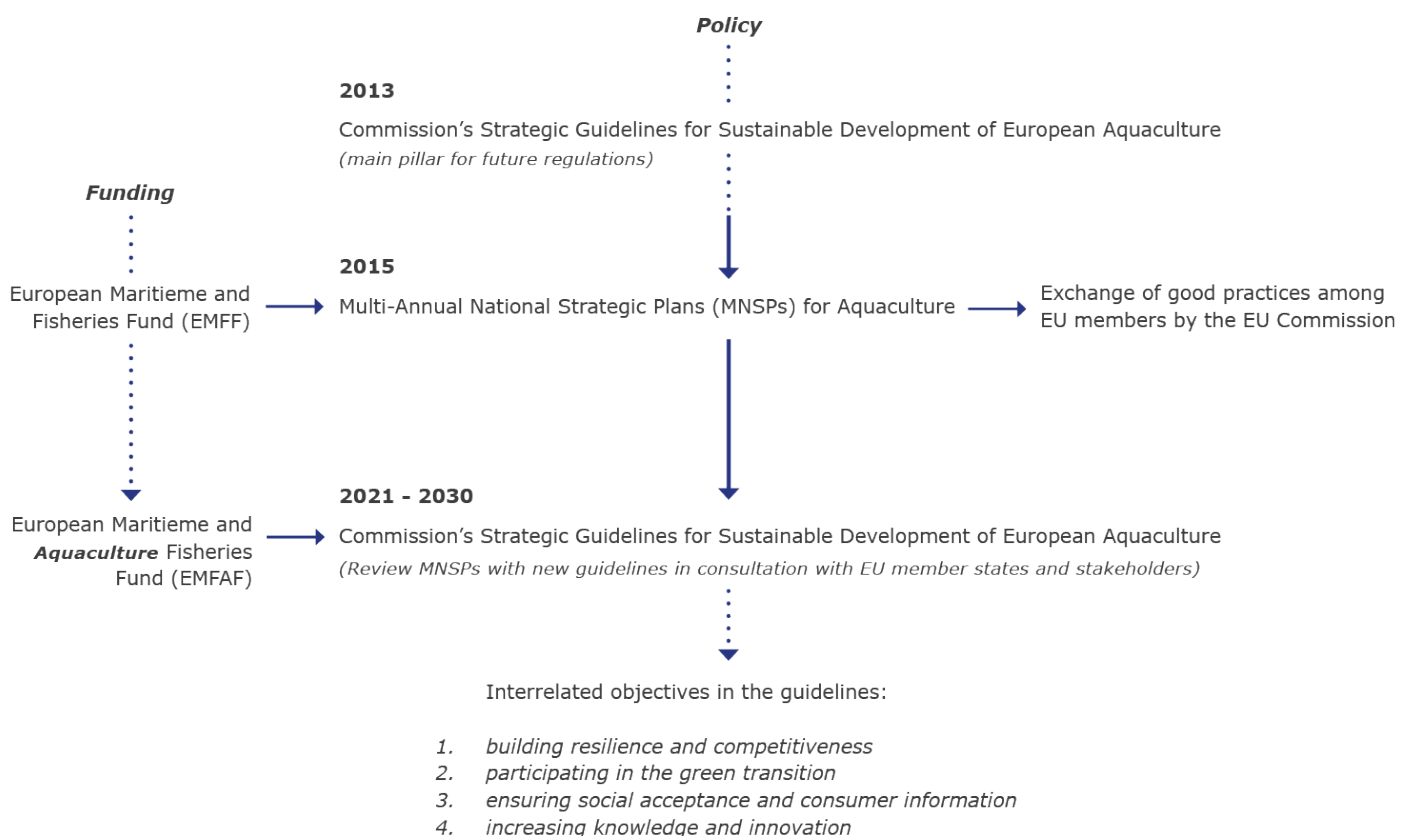 Policy
2013
Commission's Strategic Guidelines for Sustainable Development of European Aquaculture
(main pillar for future regulations)
Funding
European Maritieme and
Fisheries Fund (EMFF)
2015
Multi-Annual National Strategic Plans (MNSPs) for Aquaculture
Exchange of good practices among
EU members by the EU Commission
European Maritieme and
Aquaculture Fisheries
Fund (EMFAF)
2021 - 2030
Commission's Strategic Guidelines for Sustainable Development of European Aquaculture
(Review MNSPs with new guidelines in consultation with EU member states and stakeholders)
Interrelated objectives in the guidelines:
1. building resilience and competitiveness
2. participating in the green transition
3. ensuring social acceptance and consumer information
4. increasing knowledge and innovation